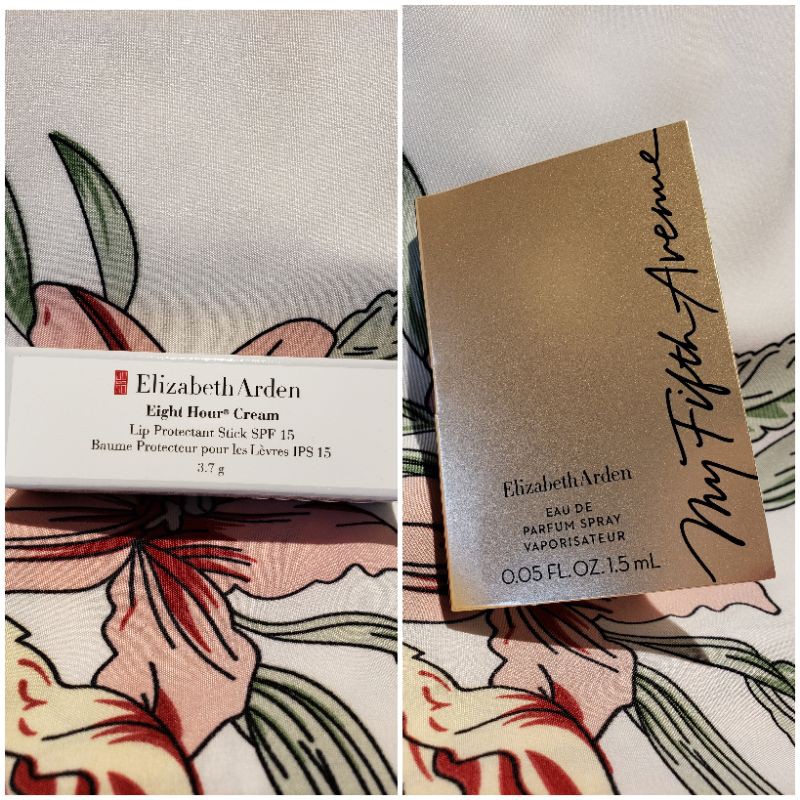 Elizabeth Arden
Eight Hour® Cream
Lip Protectant Stick SPF 15
Baume Protecteur pour les Lèvres IPS 15
3.7 g
My Fifth Avenue
Elizabeth Arden
EAU DE
PARFUM SPRAY
VAPORISATEUR
0.05 FL.OZ. 1.5 mL